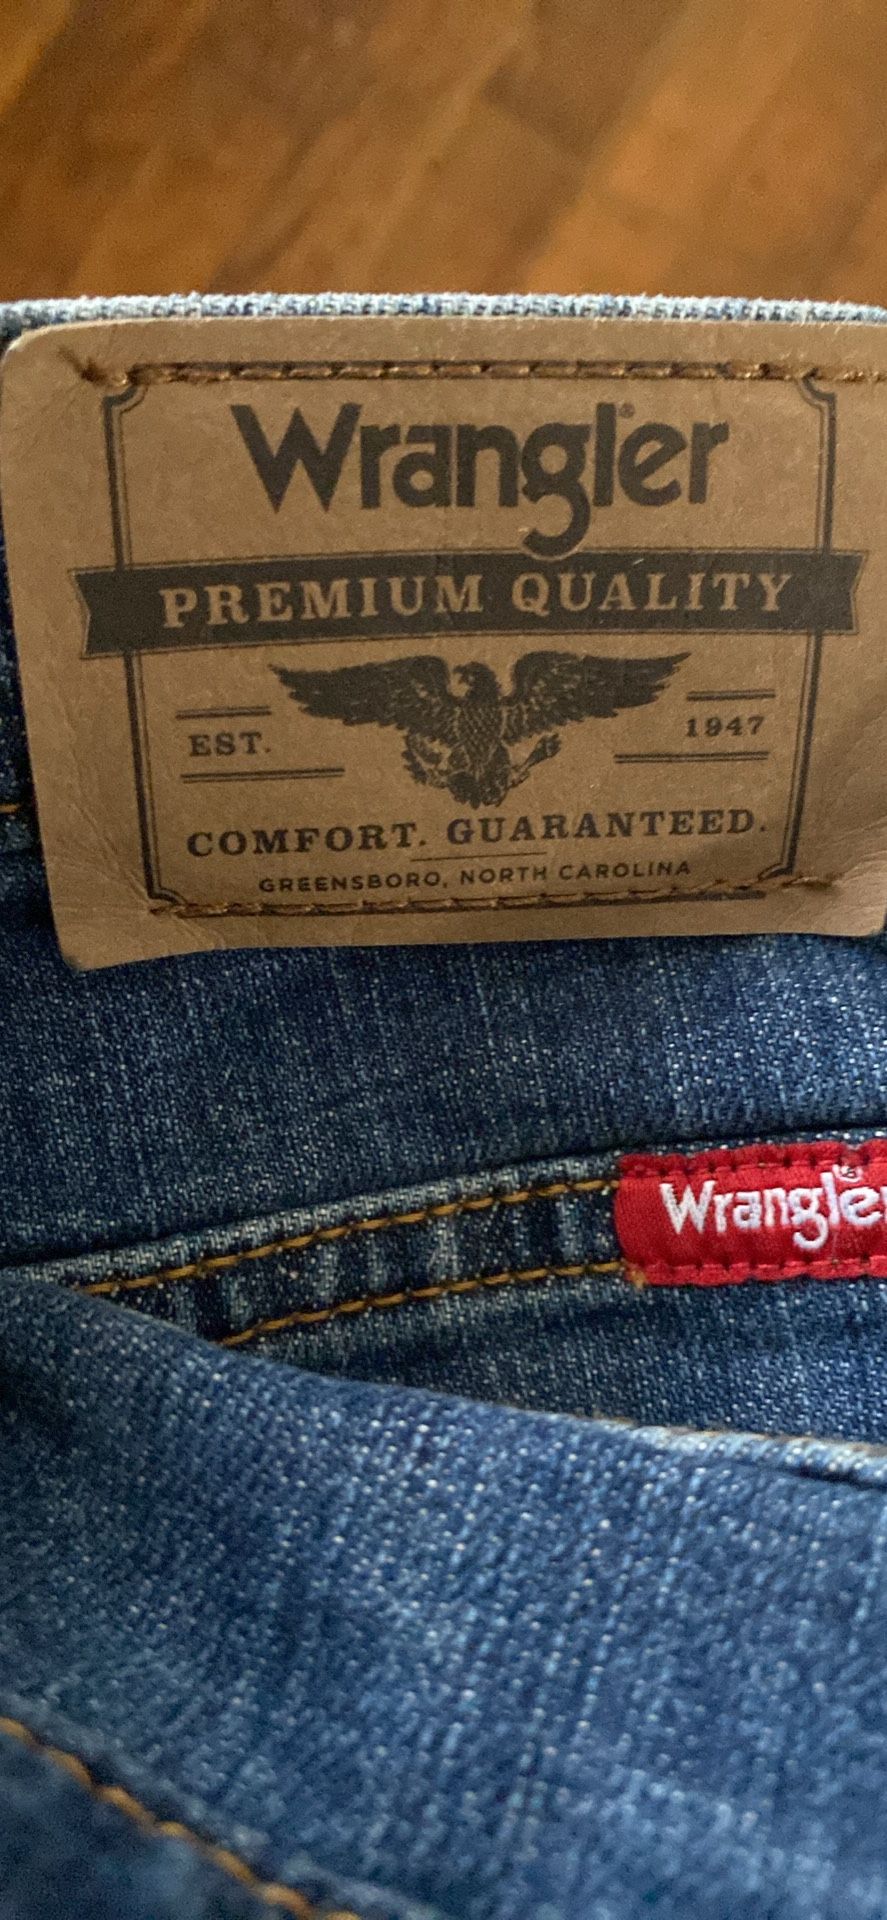 Wrangler®
PREMIUM QUALITY
EST. 1947
COMFORT. GUARANTEED.
GREENSBORO, NORTH CAROLINA
Wrangler®